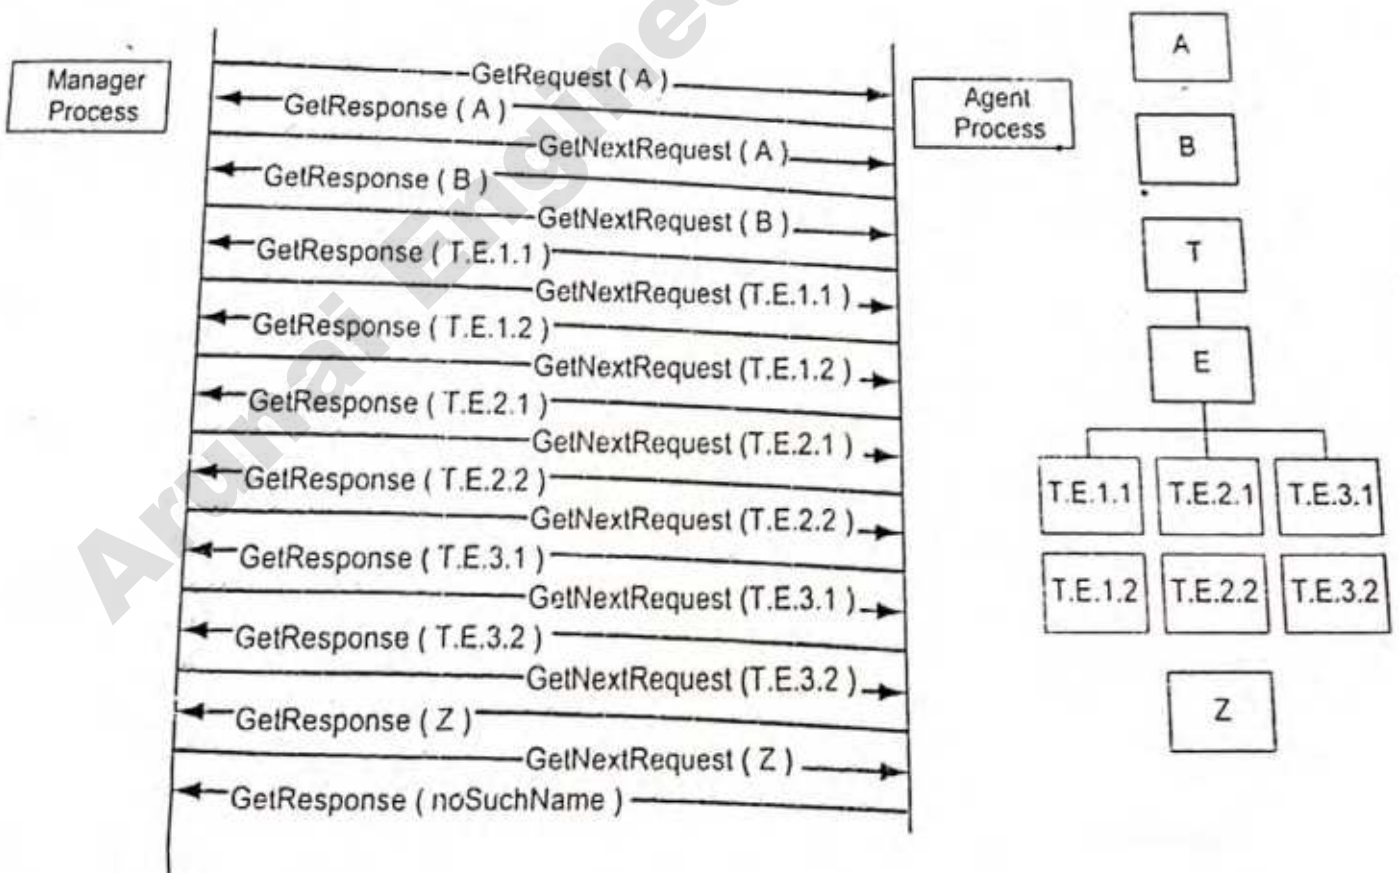 Manager
Process
GetRequest ( A )
GetResponse ( A )
GetNextRequest ( A )
GetResponse ( B )
GetNextRequest ( B )
GetResponse ( T.E.1.1 )
GetNextRequest (T.E.1.1 )
GetResponse ( T.E.1.2 )
GetNextRequest (T.E.1.2 )
GetResponse ( T.E.2.1 )
GetNextRequest (T.E.2.1 )
GetResponse ( T.E.2.2 )
GetNextRequest (T.E.2.2 )
GetResponse ( T.E.3.1 )
GetNextRequest (T.E.3.1 )
GetResponse ( T.E.3.2 )
GetNextRequest (T.E.3.2 )
GetResponse ( Z )
GetNextRequest ( Z )
GetResponse ( noSuchName )
Agent
Process
A
B
T
E
T.E.1.1 T.E.2.1 T.E.3.1
T.E.1.2 T.E.2.2 T.E.3.2
Z
Arunai